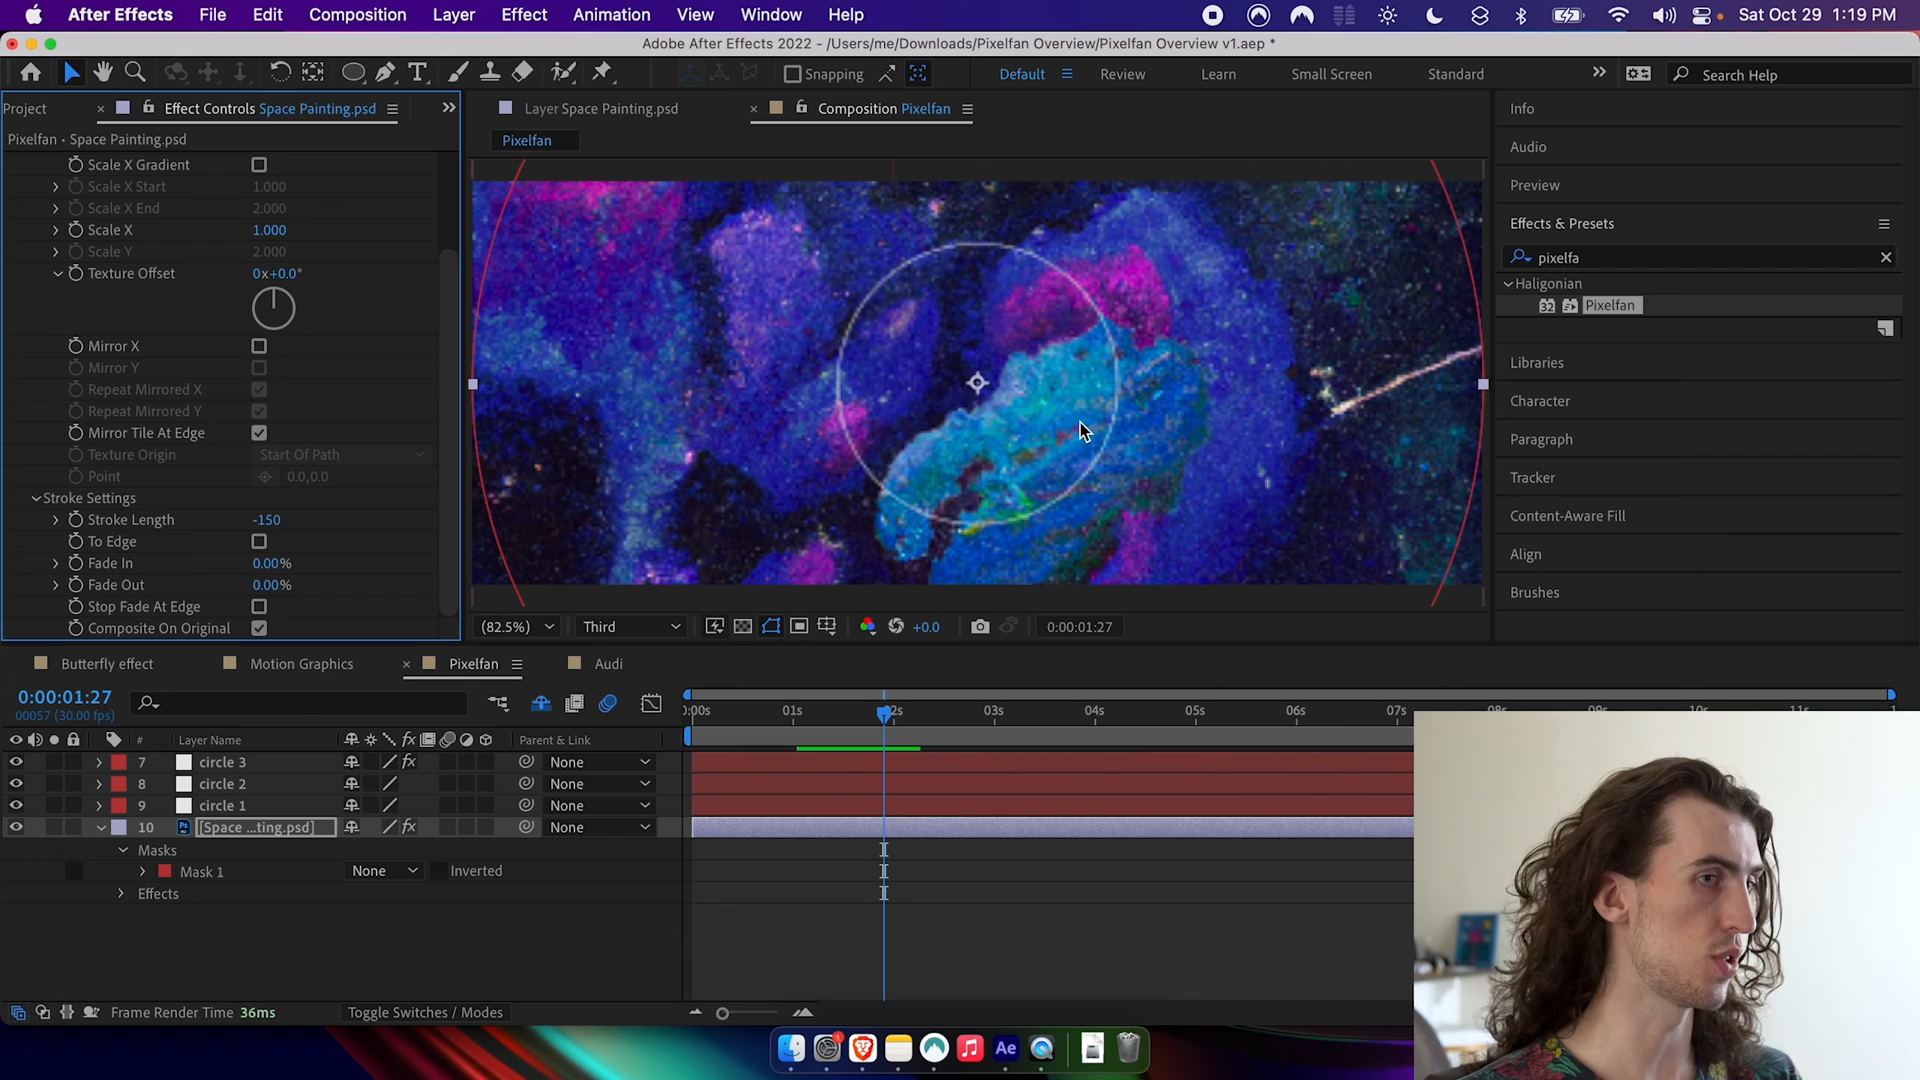 After Effects File Edit Composition Layer Effect Animation View Window Help Sat Oct 29 1:19 PM
Adobe After Effects 2022 - /Users/me/Downloads/Pixelfan Overview/Pixelfan Overview v1.aep *
Snapping Default Review Learn Small Screen Standard Search Help
Project Effect Controls Space Painting.psd Layer Space Painting.psd Composition Pixelfan
Pixelfan • Space Painting.psd
Pixelfan
Scale X Gradient
Scale X Start 1.000
Scale X End 2.000
Scale X 1.000
Scale Y 2.000
Texture Offset 0x+0.0°
Mirror X
Mirror Y
Repeat Mirrored X
Repeat Mirrored Y
Mirror Tile At Edge
Texture Origin Start Of Path
Point 0.0,0.0
Stroke Settings
Stroke Length -150
To Edge
Fade In 0.00%
Fade Out 0.00%
Stop Fade At Edge
Composite On Original
(82.5%) Third +0.0 0:00:01:27
Info
Audio
Preview
Effects & Presets
pixelfa
Haligonian
32 Pixelfan
Libraries
Character
Paragraph
Tracker
Content-Aware Fill
Align
Brushes
Butterfly effect Motion Graphics Pixelfan Audi
0:00:01:27
00057 (30.00 fps)
01s 03s 04s 05s 06s 07s
# Layer Name fx Parent & Link
7 circle 3 fx None
8 circle 2 None
9 circle 1 None
10 [Space ...ting.psd] fx None
Masks
Mask 1 None Inverted
Effects
Frame Render Time 36ms Toggle Switches / Modes
Ae